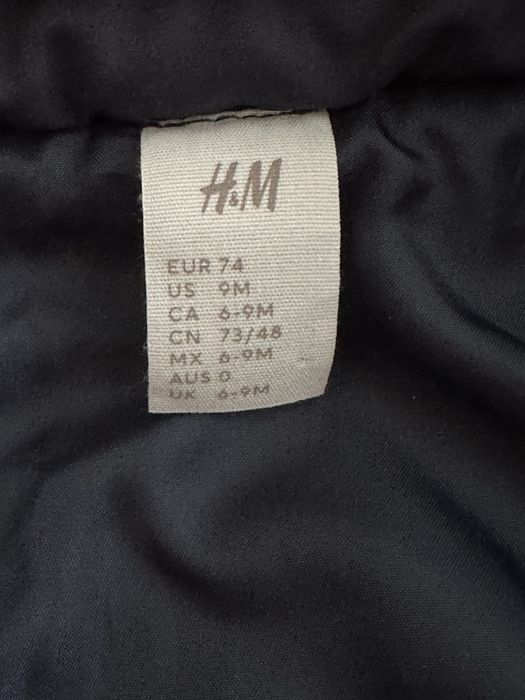 H&M
EUR 74
US 9M
CA 6-9M
CN 73/48
MX 6-9M
AUS 0
UK 6-9M